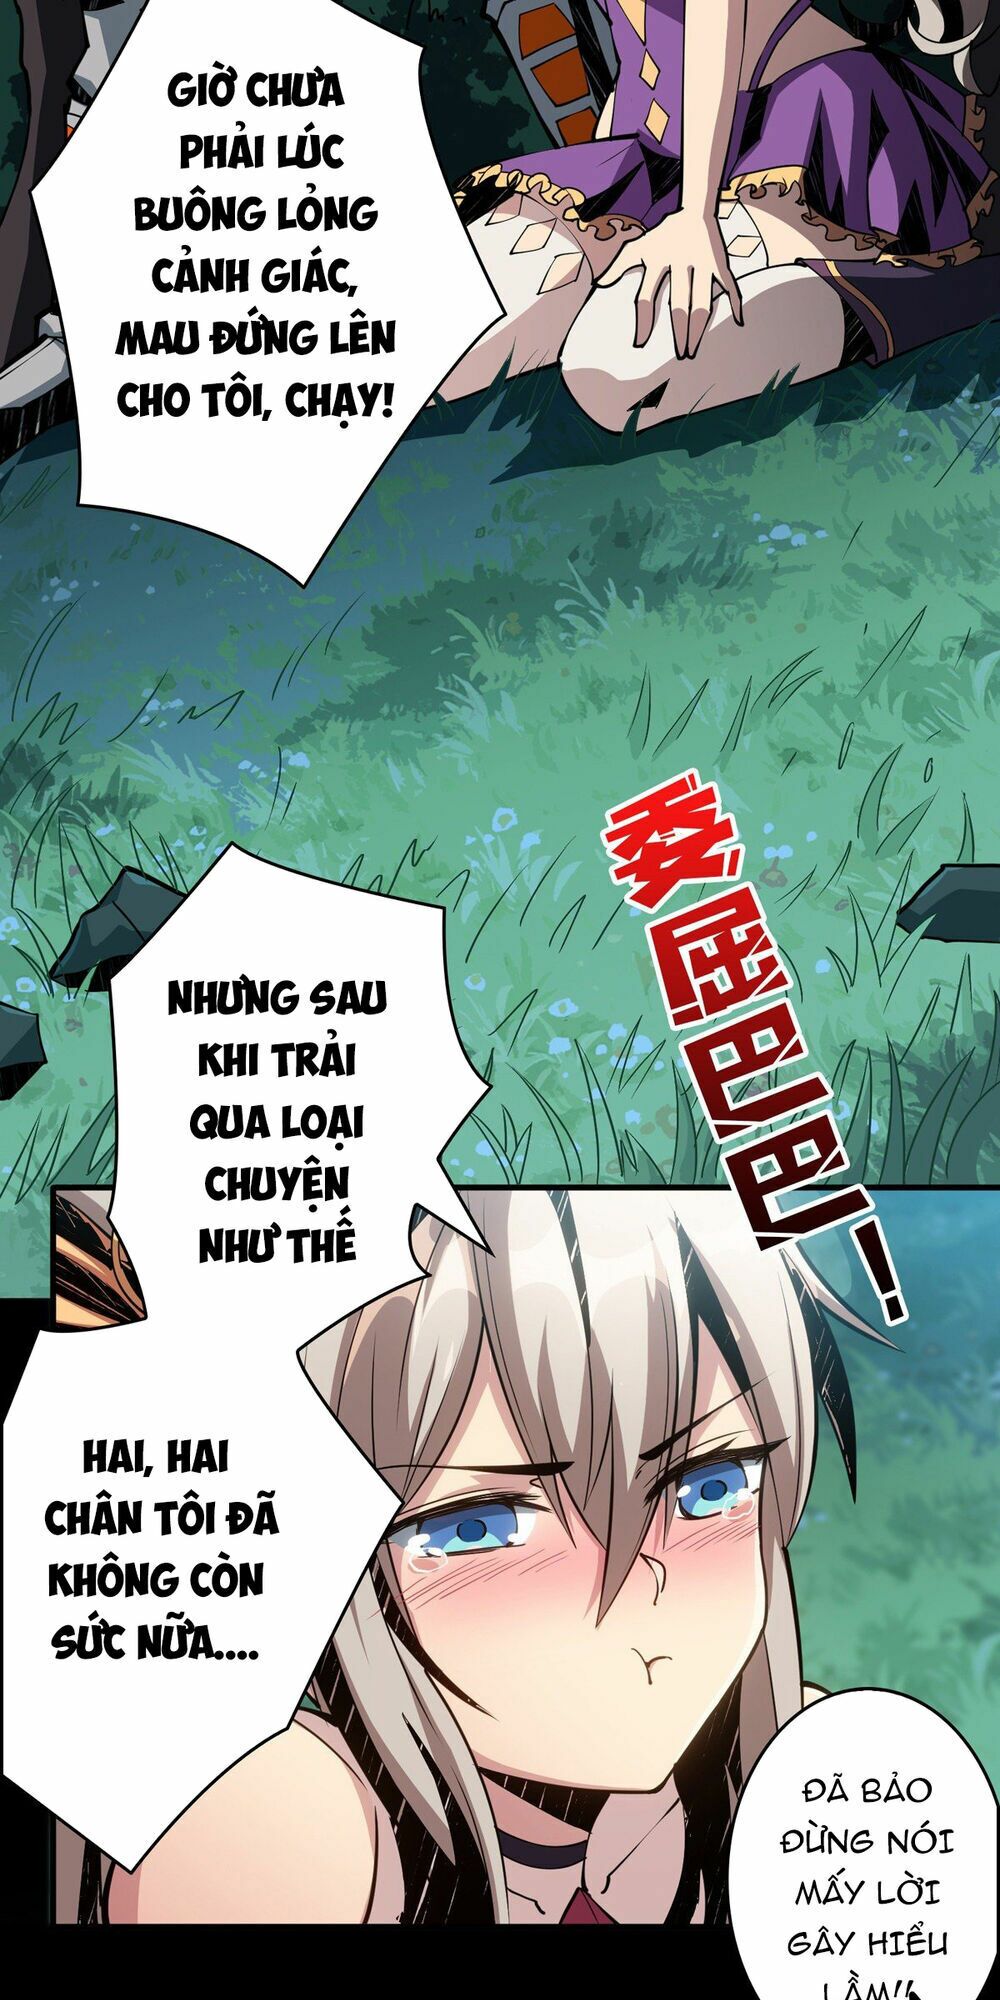 GIỜ CHƯA
PHẢI LÚC
BUÔNG LỎNG
CẢNH GIÁC,
MAU ĐỨNG LÊN
CHO TÔI, CHẠY!
委屈巴巴！
NHƯNG SAU
KHI TRẢI
QUA LOẠI
CHUYỆN
NHƯ THẾ
HAI, HAI
CHÂN TÔI ĐÃ
KHÔNG CÒN
SỨC NỮA....
ĐÃ BẢO
ĐỪNG NÓI
MẤY LỜI
GÂY HIỂU
LẦM!!